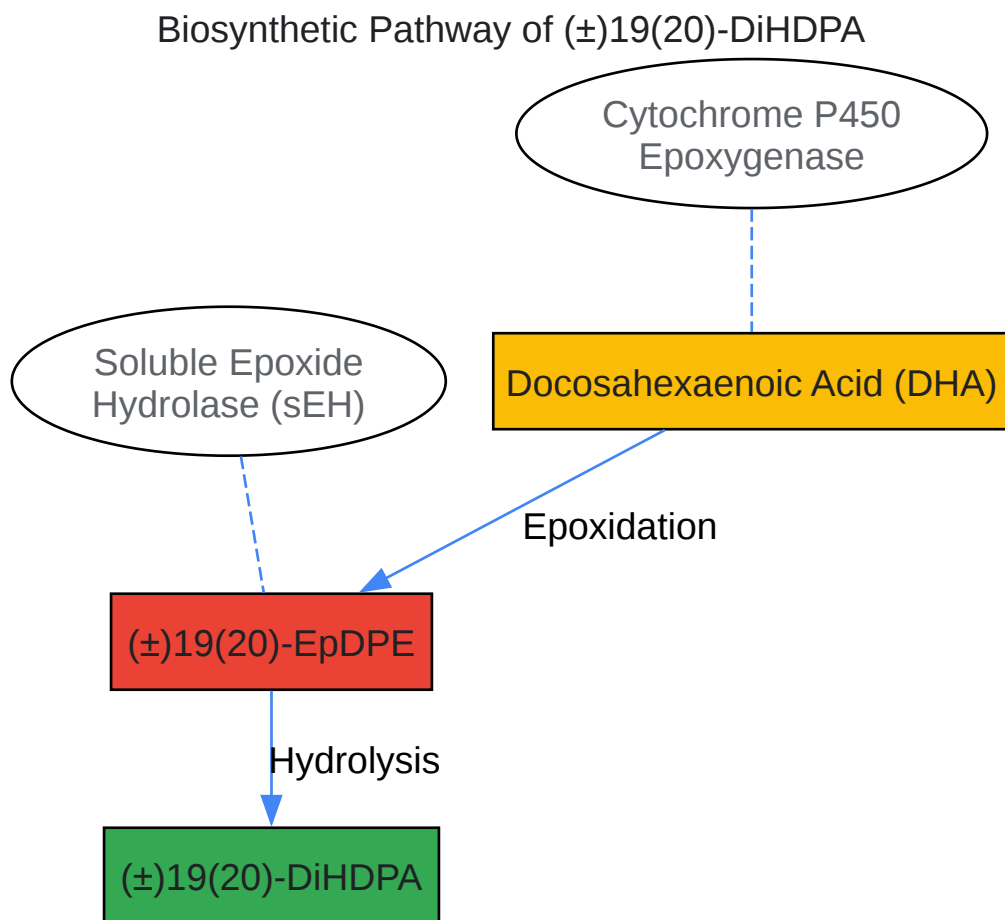 Biosynthetic Pathway of (±)19(20)-DiHDPA
Cytochrome P450
Epoxygenase
Soluble Epoxide
Hydrolase (sEH)
Docosahexaenoic Acid (DHA)
Epoxidation
(±)19(20)-EpDPE
Hydrolysis
(±)19(20)-DiHDPA